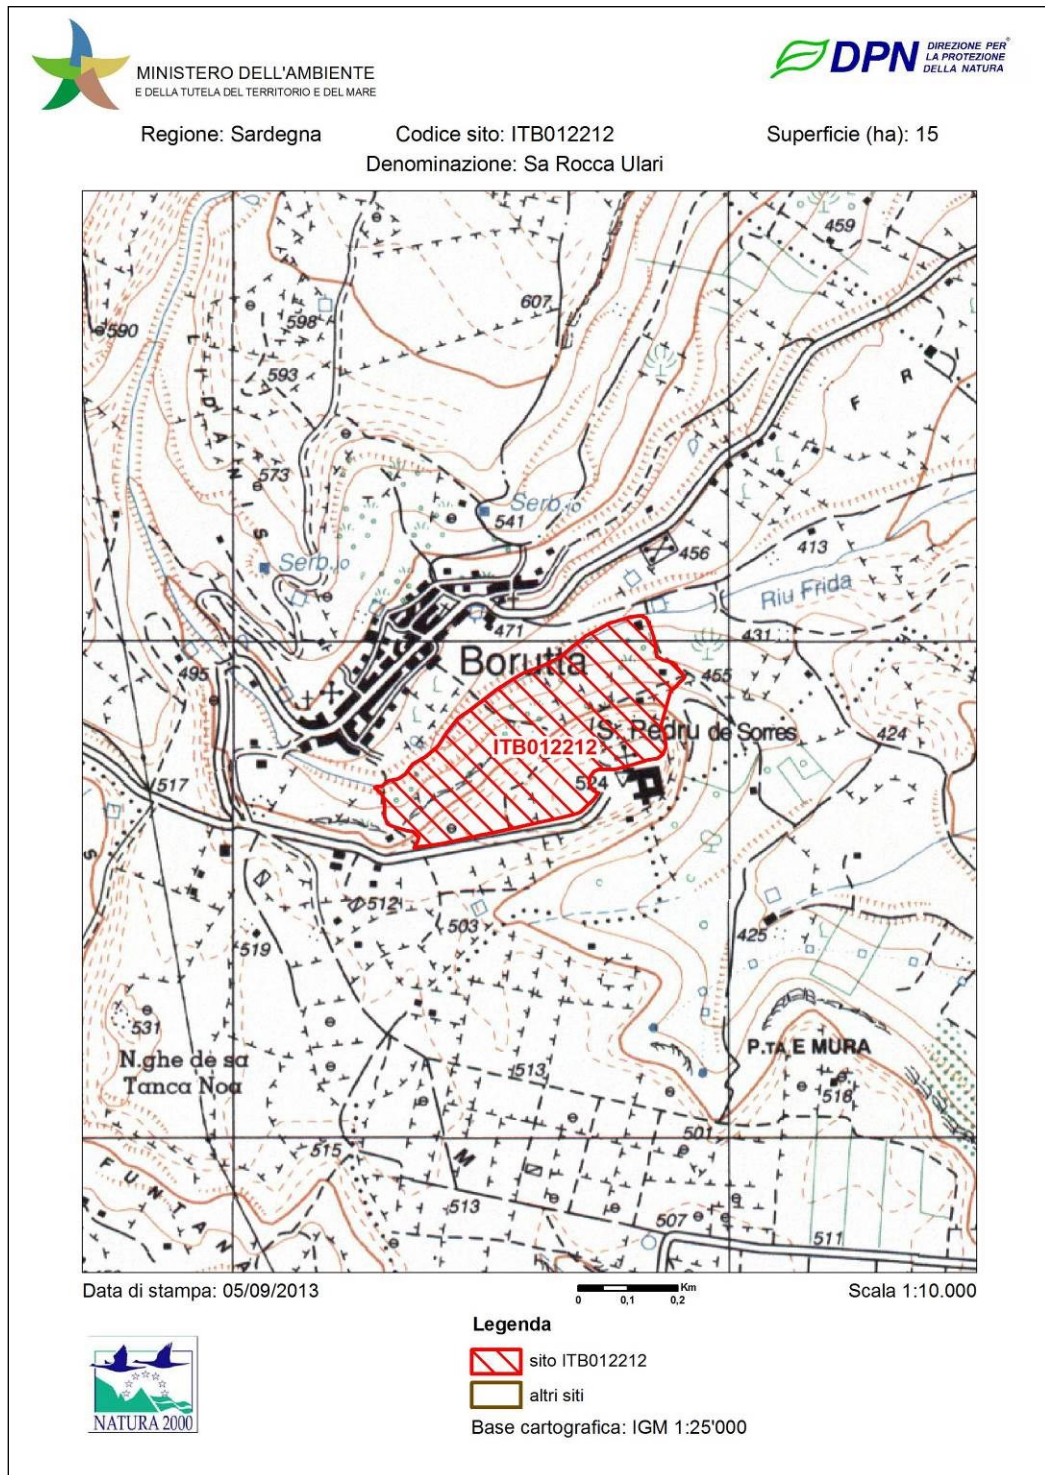 MINISTERO DELL'AMBIENTE
E DELLA TUTELA DEL TERRITORIO E DEL MARE
DPN
DIREZIONE PER
LA PROTEZIONE
DELLA NATURA
Regione: Sardegna
Codice sito: ITB012212
Superficie (ha): 15
Denominazione: Sa Rocca Ulari
459
607
598
590
593
F R
L I D A N I S
573
Serb.io
541
Serb.io
456
413
Riu Frida
471
431
Borutta
495
455
S. Pedru de Sorres
424
ITB012212
517
524
S
512
503
519
425
531
P.TA E MURA
N.ghe de sa
Tanca Noa
513
518
501
515
M
F U N T A N A
513
507
511
Data di stampa: 05/09/2013
Km
0 0,1 0,2
Scala 1:10.000
Legenda
sito ITB012212
altri siti
Base cartografica: IGM 1:25'000
NATURA 2000